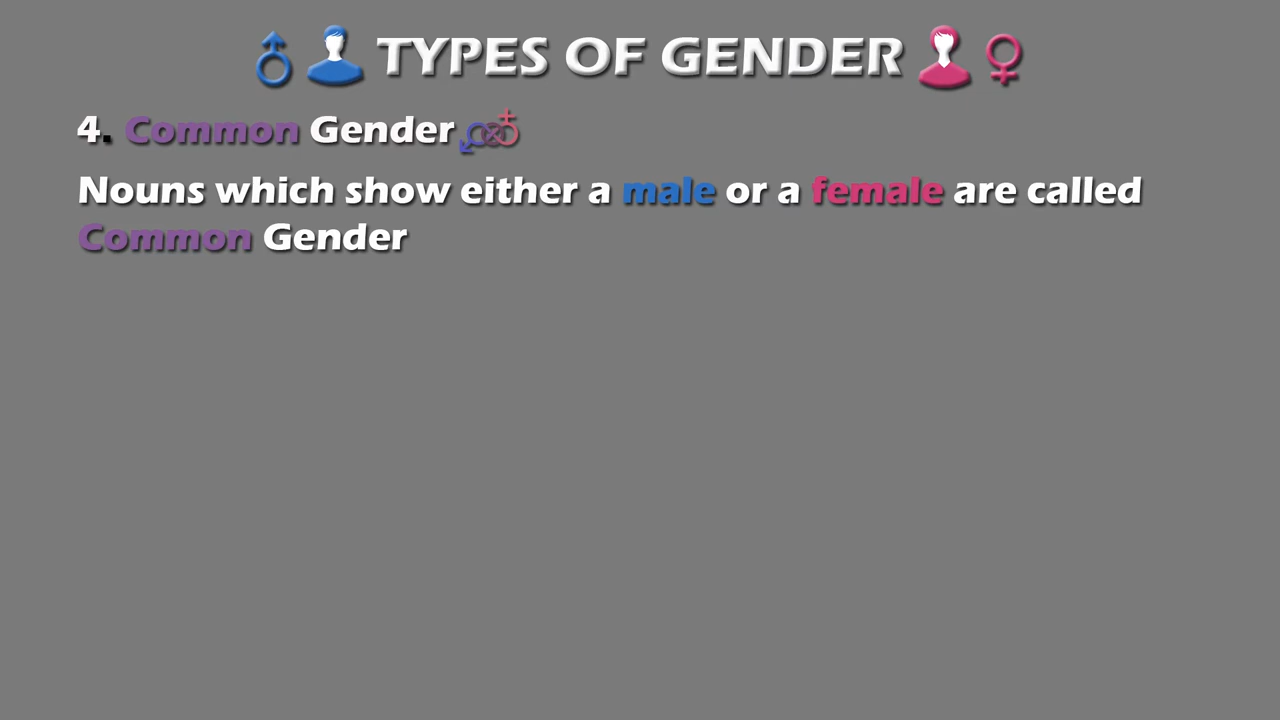 TYPES OF GENDER
4. Common Gender
Nouns which show either a male or a female are called
Common Gender